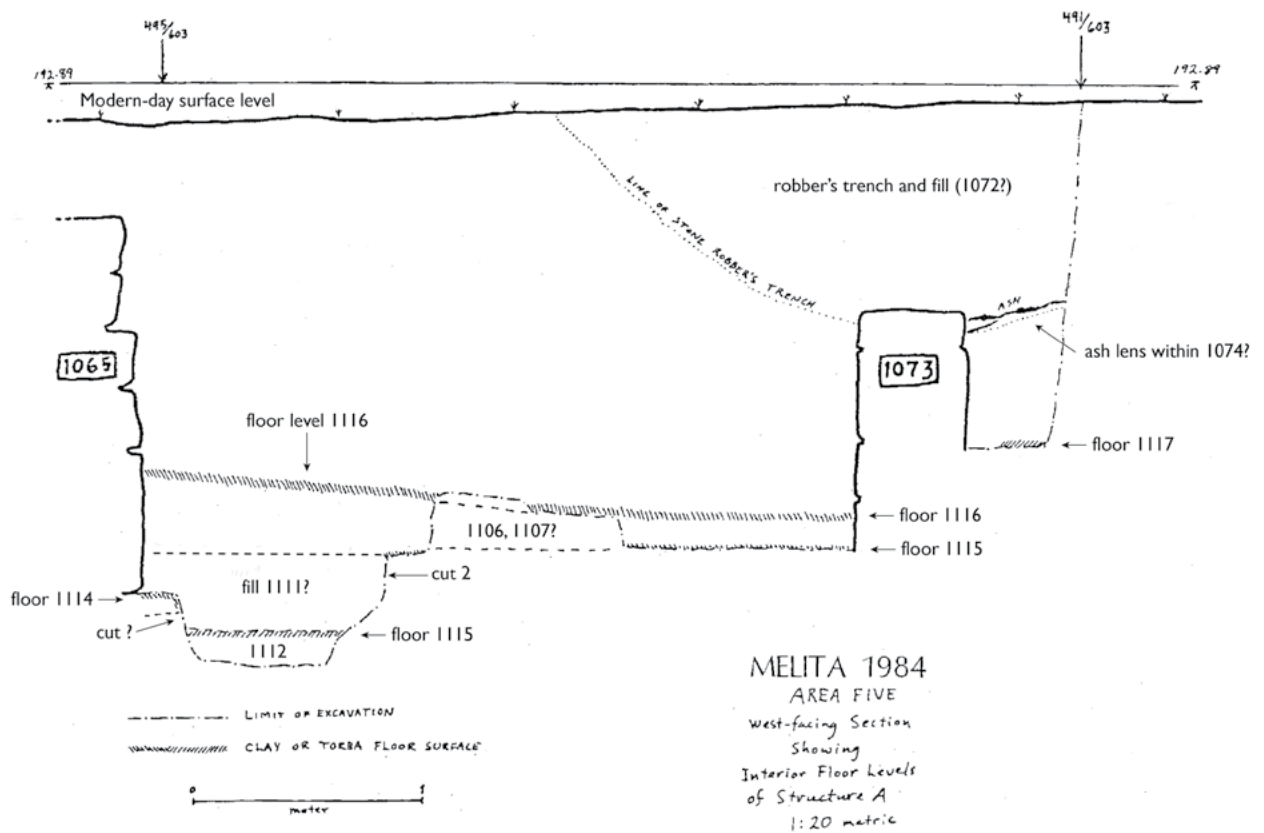 495/603
491/603
192.89
192.89
Modern-day surface level
robber's trench and fill (1072?)
LINE OF STONE ROBBER'S TRENCH
ASH
ash lens within 1074?
1065
1073
floor level 1116
floor 1117
floor 1116
1106, 1107?
floor 1115
cut 2
fill 1111?
floor 1114
cut ?
floor 1115
1112
MELITA 1984
AREA FIVE
West-facing Section
Showing
Interior Floor Levels
of Structure A
1:20 metric
LIMIT OF EXCAVATION
CLAY OR TORBA FLOOR SURFACE
0 1
meter